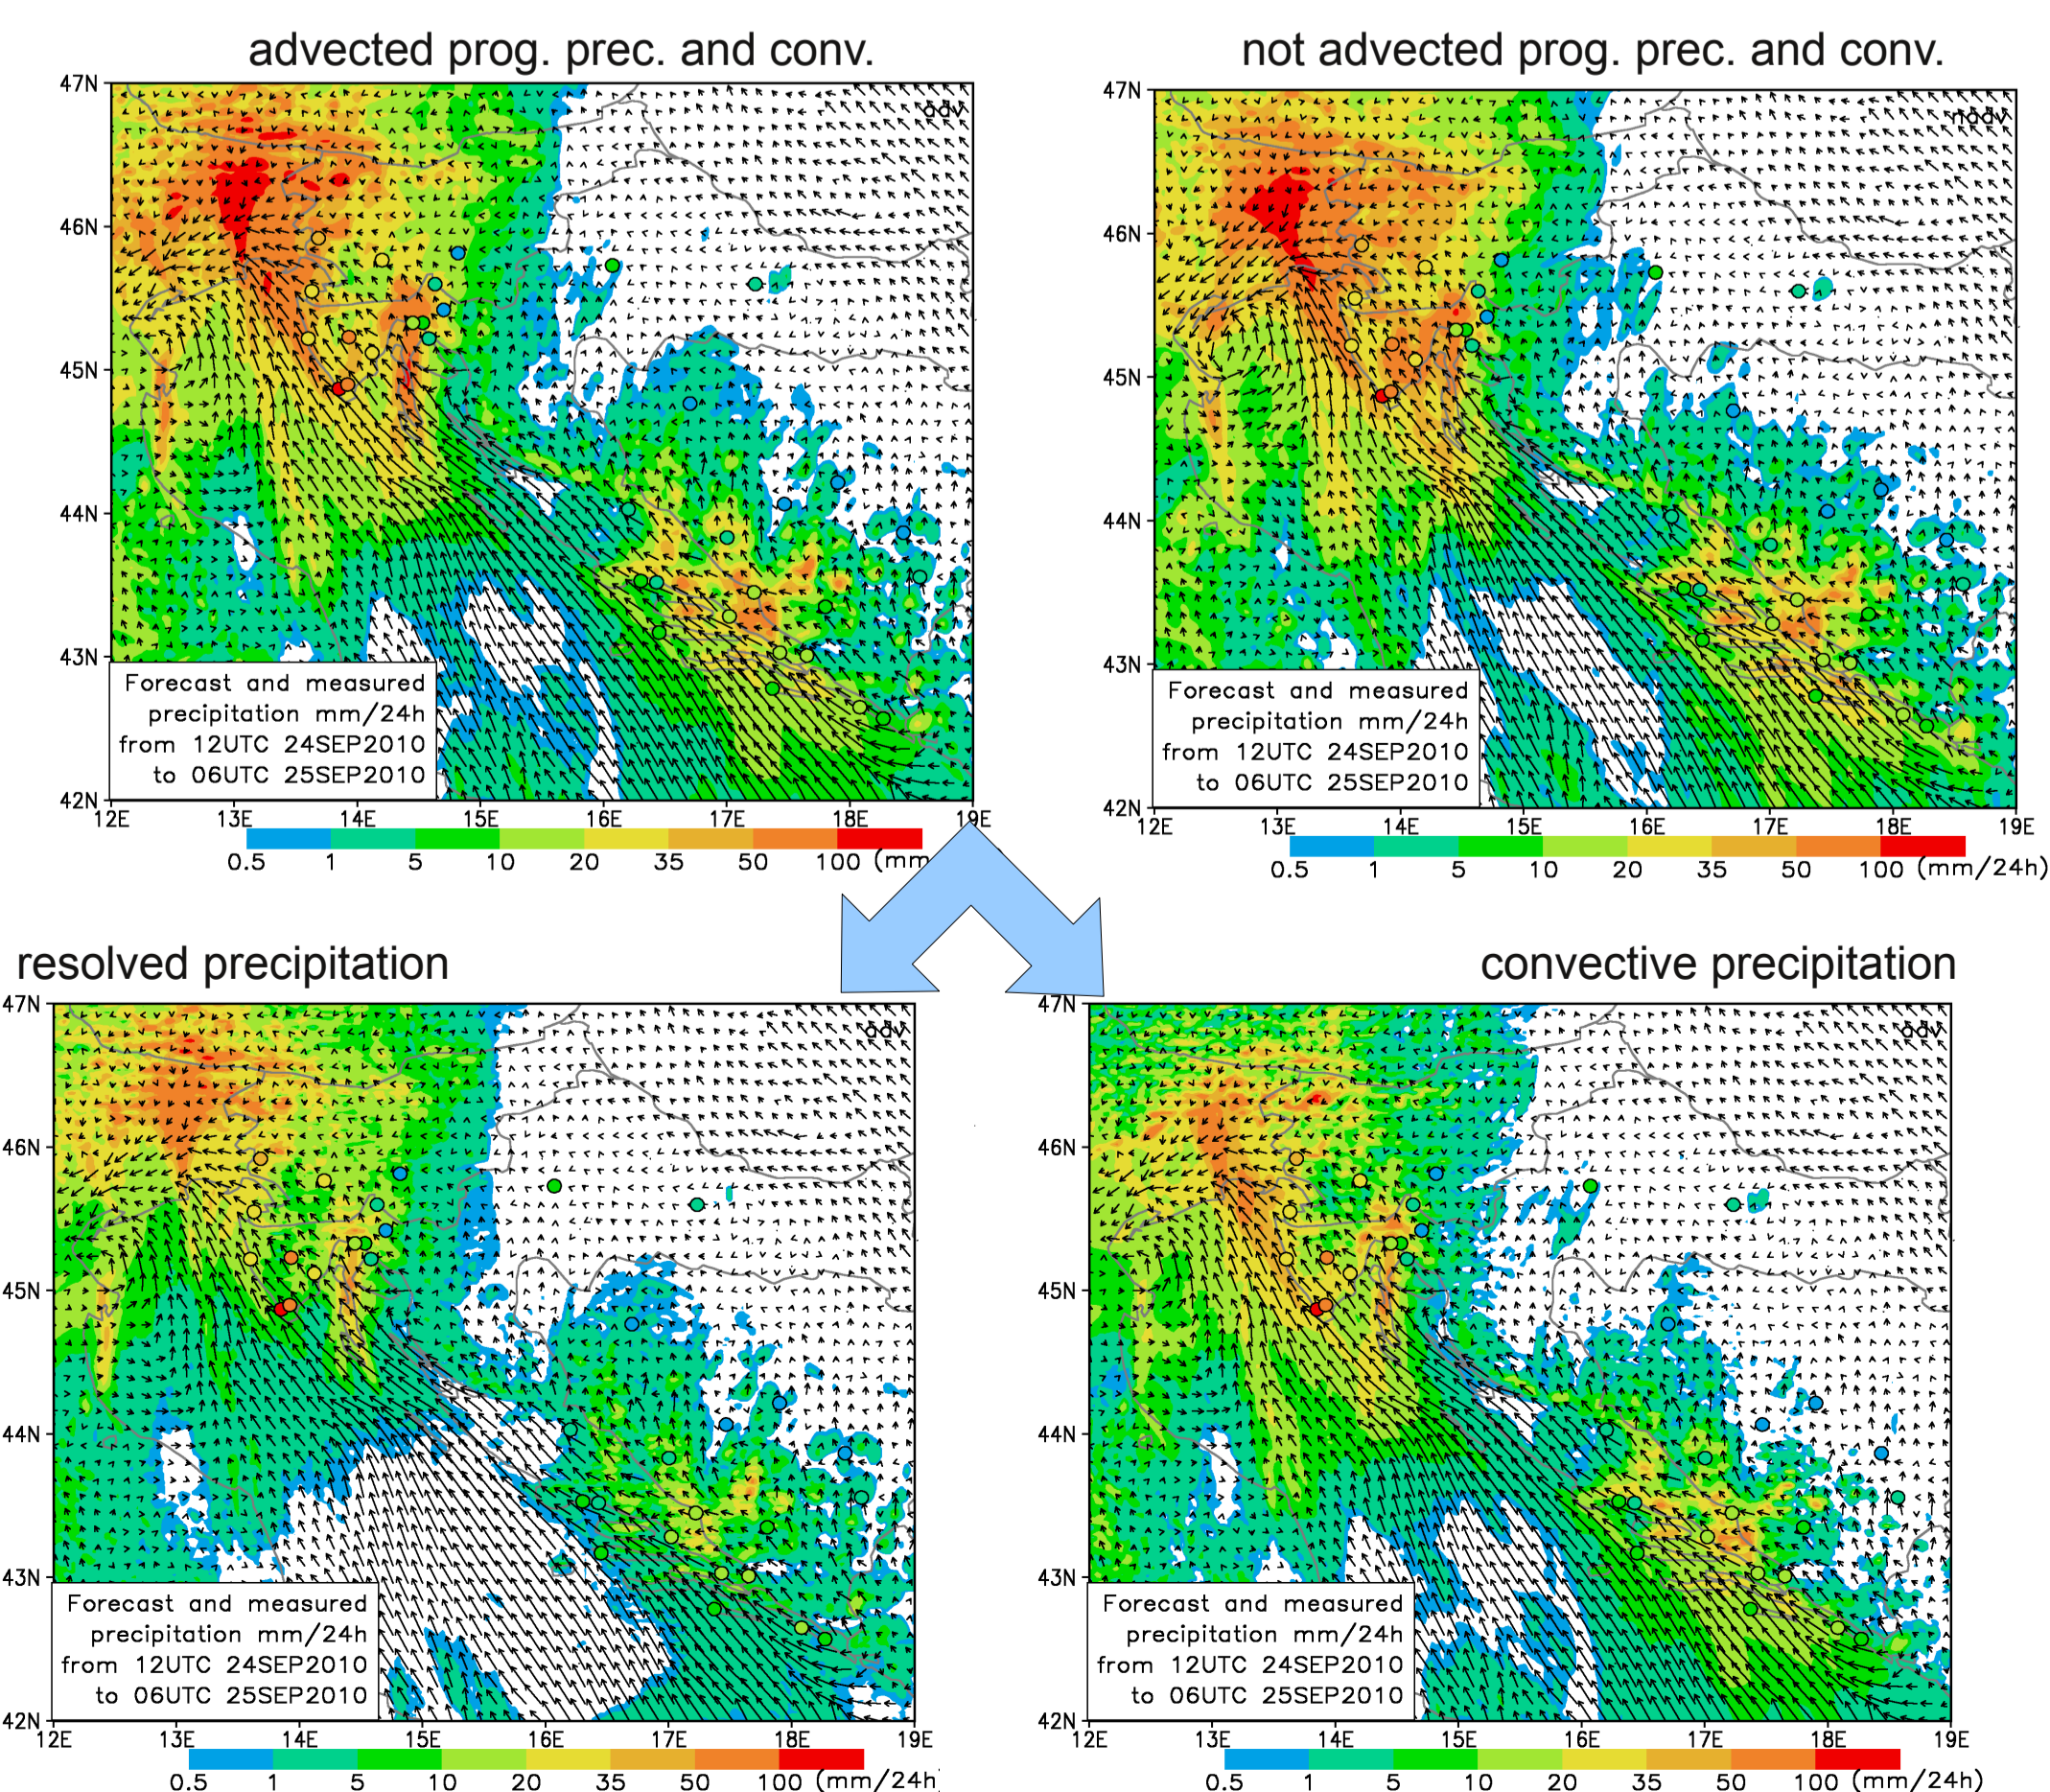 advected prog. prec. and conv.
47N
46N
45N
44N
43N
42N
adv
Forecast and measured
precipitation mm/24h
from 12UTC 24SEP2010
to 06UTC 25SEP2010
12E 13E 14E 15E 16E 17E 18E 19E
0.5 1 5 10 20 35 50 100 (mm
not advected prog. prec. and conv.
47N
46N
45N
44N
43N
42N
nadv
Forecast and measured
precipitation mm/24h
from 12UTC 24SEP2010
to 06UTC 25SEP2010
12E 13E 14E 15E 16E 17E 18E 19E
0.5 1 5 10 20 35 50 100 (mm/24h)
resolved precipitation
47N
46N
45N
44N
43N
42N
adv
Forecast and measured
precipitation mm/24h
from 12UTC 24SEP2010
to 06UTC 25SEP2010
12E 13E 14E 15E 16E 17E 18E 19E
0.5 1 5 10 20 35 50 100 (mm/24h)
convective precipitation
47N
46N
45N
44N
43N
42N
adv
Forecast and measured
precipitation mm/24h
from 12UTC 24SEP2010
to 06UTC 25SEP2010
12E 13E 14E 15E 16E 17E 18E 19E
0.5 1 5 10 20 35 50 100 (mm/24h)